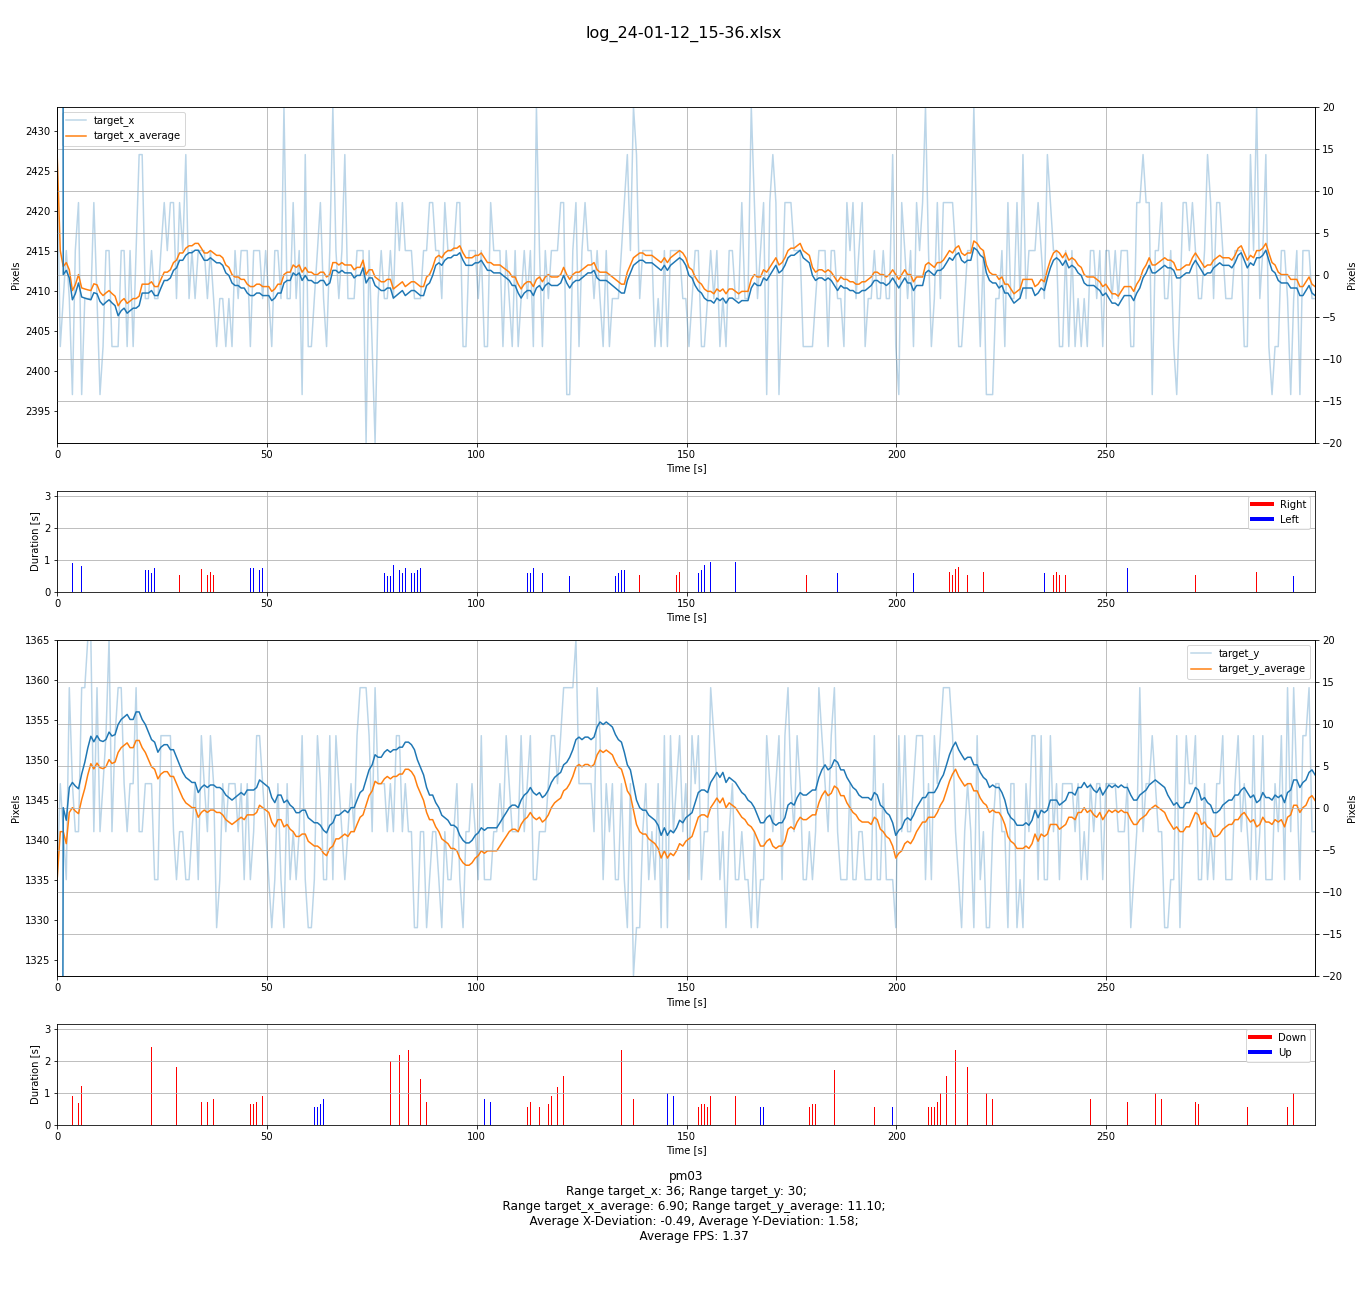 log_24-01-12_15-36.xlsx
target_x
target_x_average
2430
2425
2420
2415
2410
2405
2400
2395
Pixels
20
15
10
5
0
−5
−10
−15
−20
Pixels
0
50
100
150
200
250
Time [s]
3
2
1
0
Duration [s]
Right
Left
0
50
100
150
200
250
Time [s]
1365
1360
1355
1350
1345
1340
1335
1330
1325
Pixels
target_y
target_y_average
20
15
10
5
0
−5
−10
−15
−20
Pixels
0
50
100
150
200
250
Time [s]
3
2
1
0
Duration [s]
Down
Up
0
50
100
150
200
250
Time [s]
pm03
Range target_x: 36; Range target_y: 30;
Range target_x_average: 6.90; Range target_y_average: 11.10;
Average X-Deviation: -0.49, Average Y-Deviation: 1.58;
Average FPS: 1.37